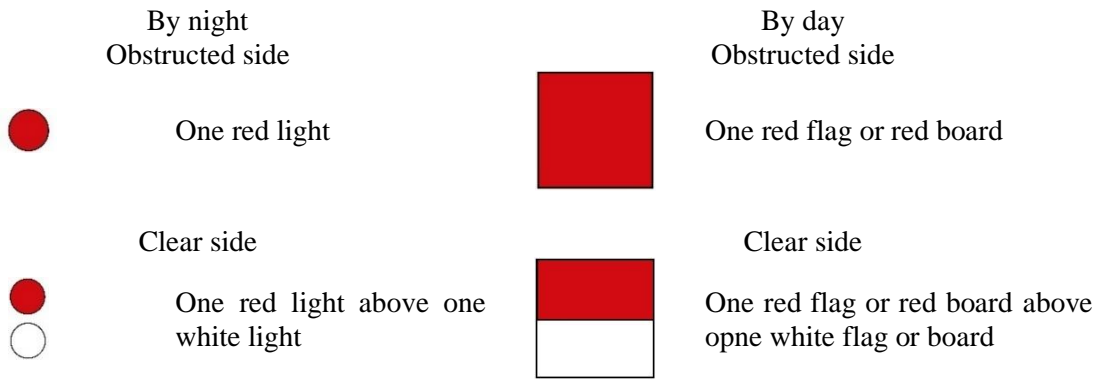 By night
Obstructed side
One red light
Clear side
One red light above one
white light
By day
Obstructed side
One red flag or red board
Clear side
One red flag or red board above
opne white flag or board